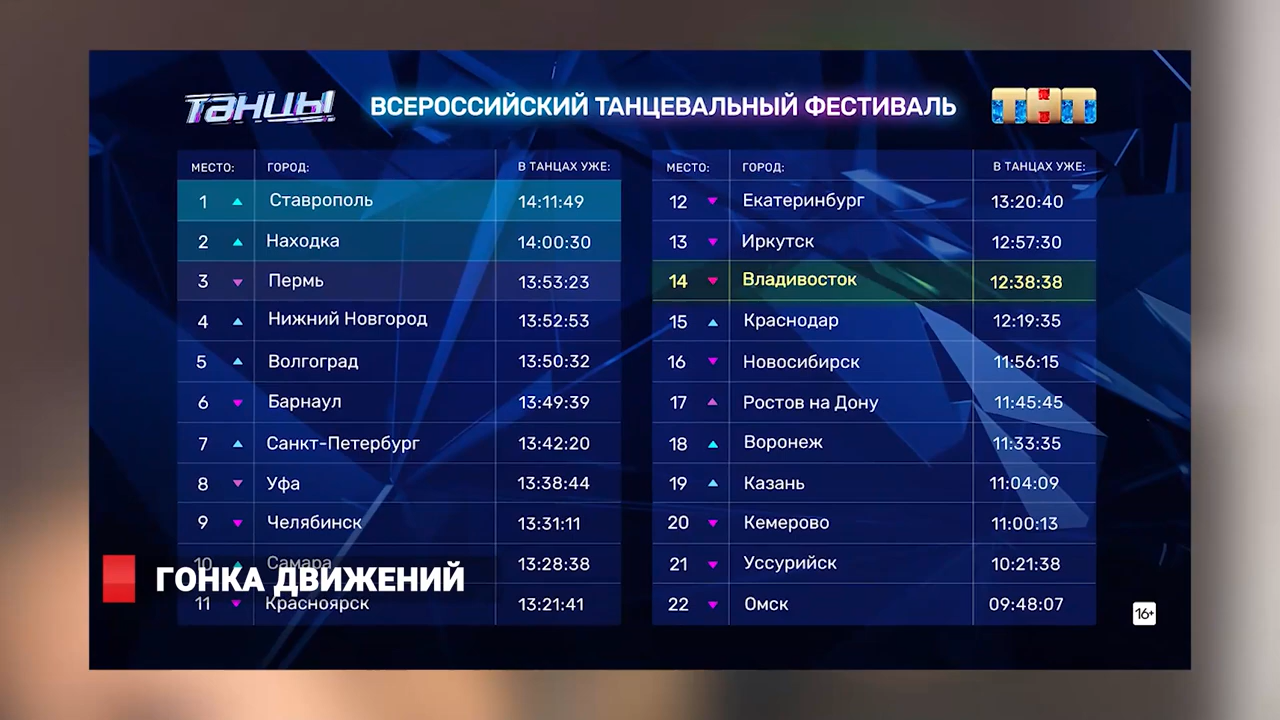 ТАНЦЫ
ВСЕРОССИЙСКИЙ ТАНЦЕВАЛЬНЫЙ ФЕСТИВАЛЬ
ТНТ
МЕСТО: ГОРОД: В ТАНЦАХ УЖЕ:
1 Ставрополь 14:11:49
2 Находка 14:00:30
3 Пермь 13:53:23
4 Нижний Новгород 13:52:53
5 Волгоград 13:50:32
6 Барнаул 13:49:39
7 Санкт-Петербург 13:42:20
8 Уфа 13:38:44
9 Челябинск 13:31:11
10 Самара 13:28:38
11 Красноярск 13:21:41
МЕСТО: ГОРОД: В ТАНЦАХ УЖЕ:
12 Екатеринбург 13:20:40
13 Иркутск 12:57:30
14 Владивосток 12:38:38
15 Краснодар 12:19:35
16 Новосибирск 11:56:15
17 Ростов на Дону 11:45:45
18 Воронеж 11:33:35
19 Казань 11:04:09
20 Кемерово 11:00:13
21 Уссурийск 10:21:38
22 Омск 09:48:07
ГОНКА ДВИЖЕНИЙ
16+